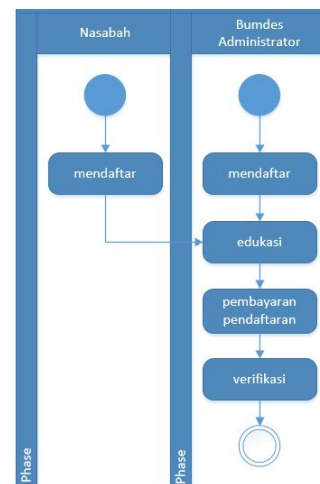 Nasabah
Bumdes
Administrator
mendaftar
mendaftar
edukasi
pembayaran
pendaftaran
verifikasi
Phase
Phase